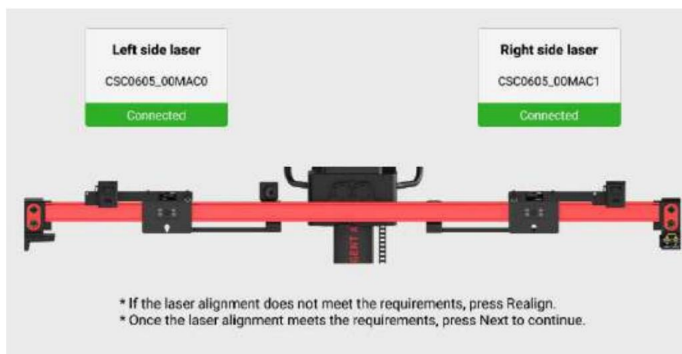 Left side laser
Right side laser
CSC0605_00MAC0
CSC0605_00MAC1
Connected
Connected
* If the laser alignment does not meet the requirements, press Realign.
* Once the laser alignment meets the requirements, press Next to continue.